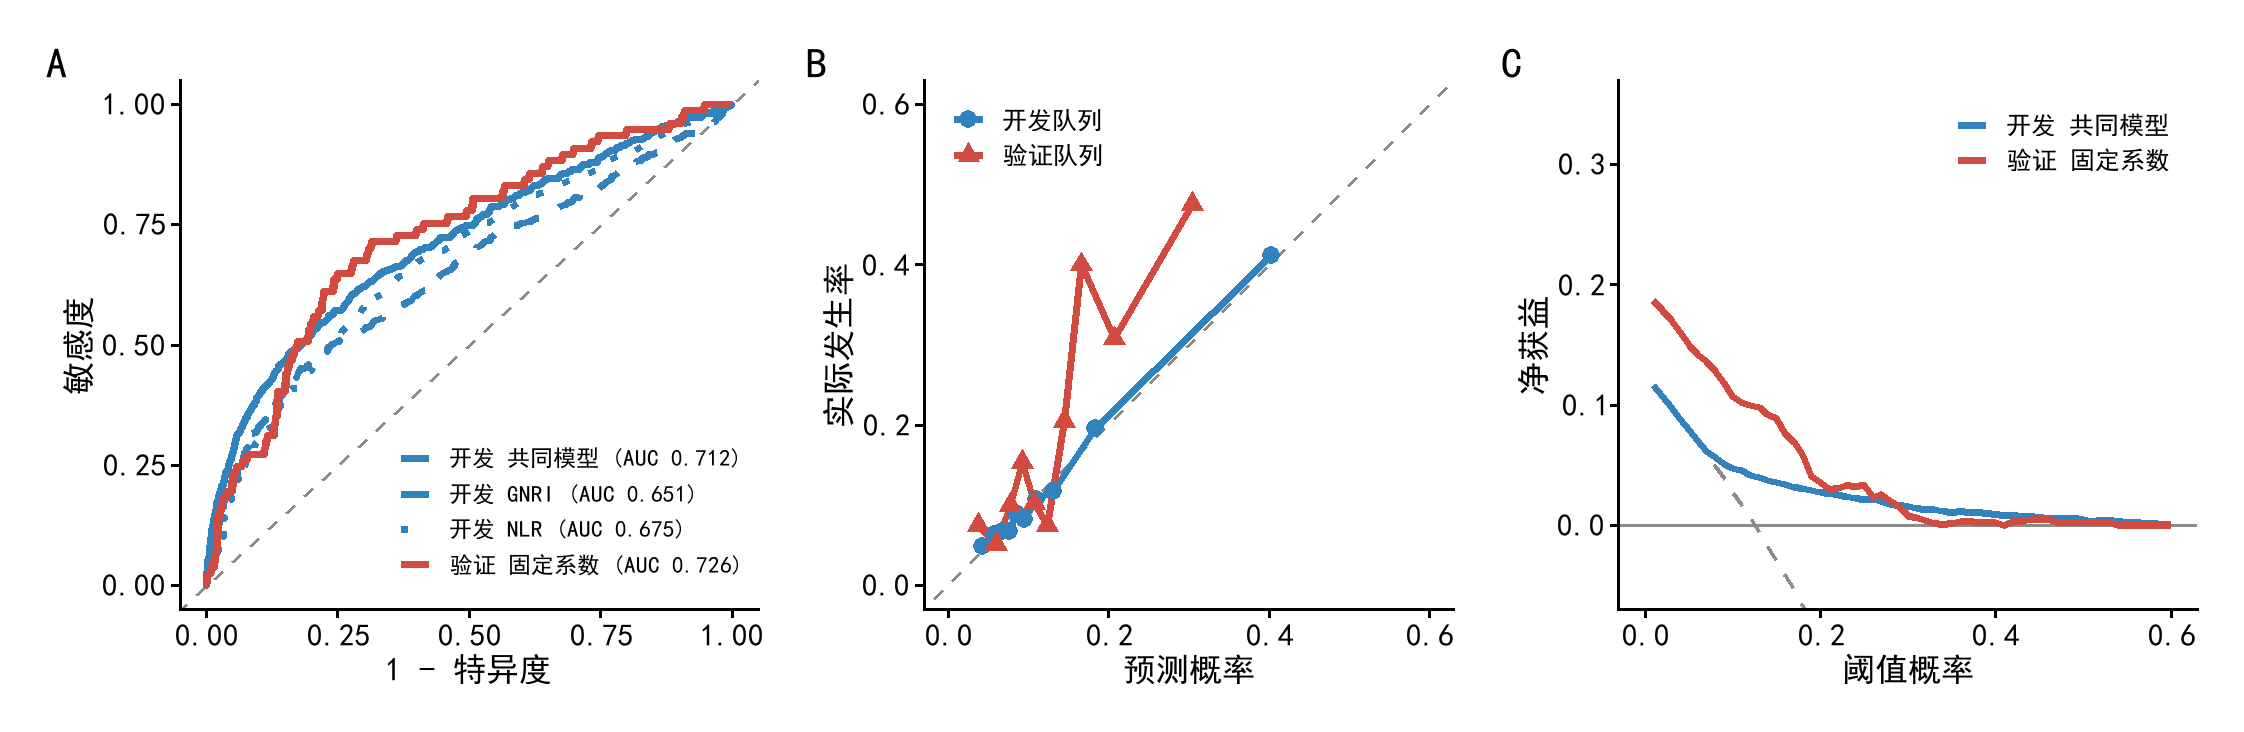 A
敏感度
1.00
0.75
0.50
0.25
0.00
开发 共同模型 (AUC 0.712)
开发 GNRI (AUC 0.651)
开发 NLR (AUC 0.675)
验证 固定系数 (AUC 0.726)
0.00 0.25 0.50 0.75 1.00
1 - 特异度
B
实际发生率
0.6
0.4
0.2
0.0
开发队列
验证队列
0.0 0.2 0.4 0.6
预测概率
C
净获益
0.3
0.2
0.1
0.0
开发 共同模型
验证 固定系数
0.0 0.2 0.4 0.6
阈值概率